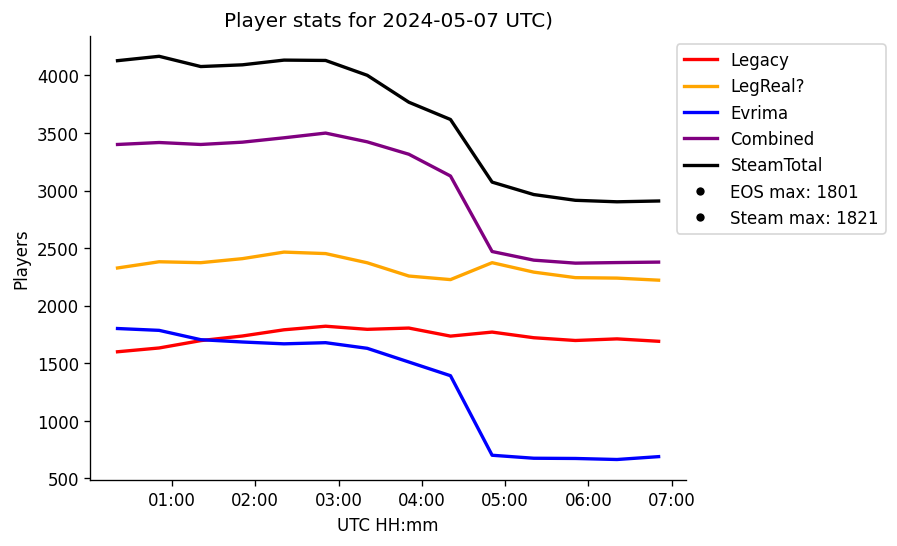 Player stats for 2024-05-07 UTC)
Legacy
LegReal?
Evrima
Combined
SteamTotal
EOS max: 1801
Steam max: 1821
Players
4000
3500
3000
2500
2000
1500
1000
500
01:00 02:00 03:00 04:00 05:00 06:00 07:00
UTC HH:mm